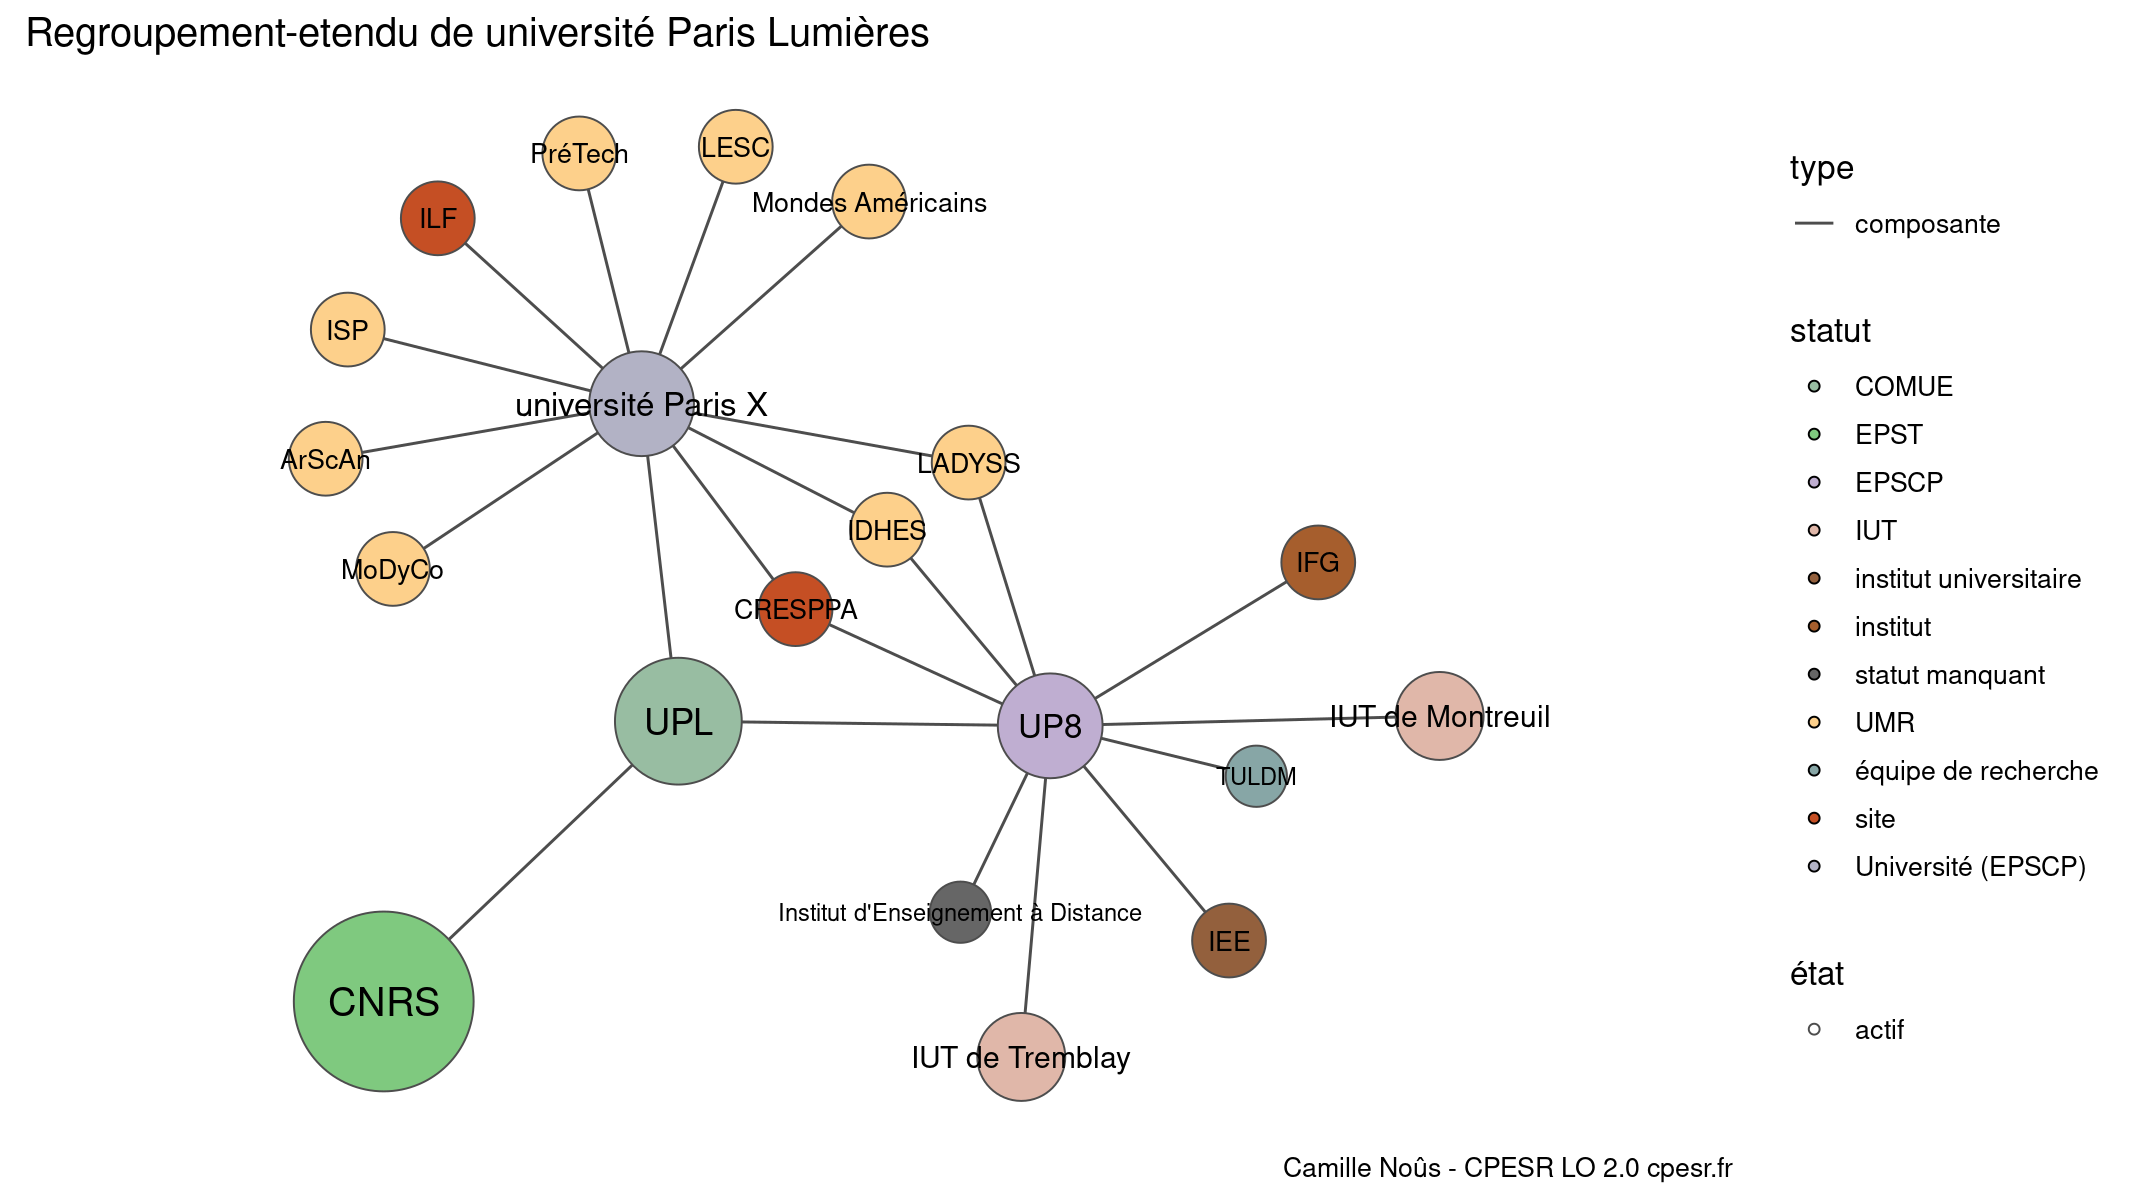 Regroupement-etendu de université Paris Lumières
PréTech
LESC
Mondes Américains
ILF
ISP
université Paris X
ArScAn
LADYSS
IDHES
MoDyCo
CRESPPA
IFG
UPL
UP8
IUT de Montreuil
TULDM
Institut d'Enseignement à Distance
IEE
CNRS
IUT de Tremblay
type
composante
statut
COMUE
EPST
EPSCP
IUT
institut universitaire
institut
statut manquant
UMR
équipe de recherche
site
Université (EPSCP)
état
actif
Camille Noûs - CPESR LO 2.0 cpesr.fr